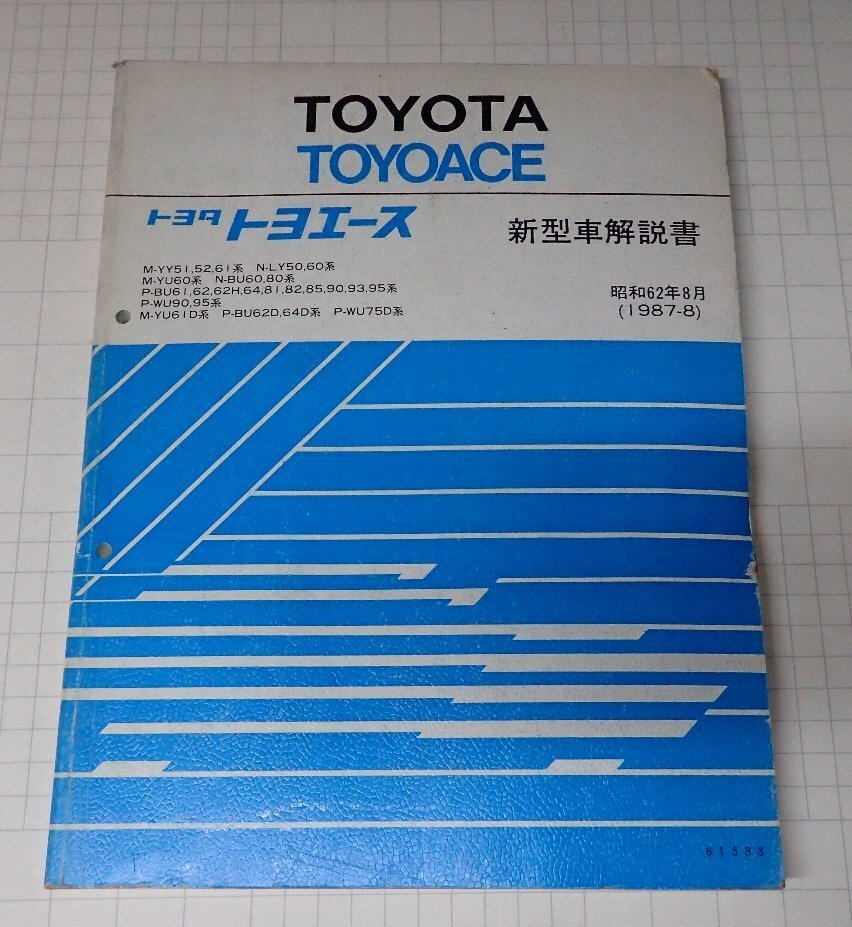 TOYOTA
TOYOACE
トヨタ トヨエース
新型車解説書
M-YY51,52,61系 N-LY50,60系
M-YU60系 N-BU60,80系
P-BU61,62,62H,64,81,82,85,90,93,95系
P-WU90,95系
M-YU61D系 P-BU62D,64D系 P-WU75D系
昭和62年8月
(1987-8)